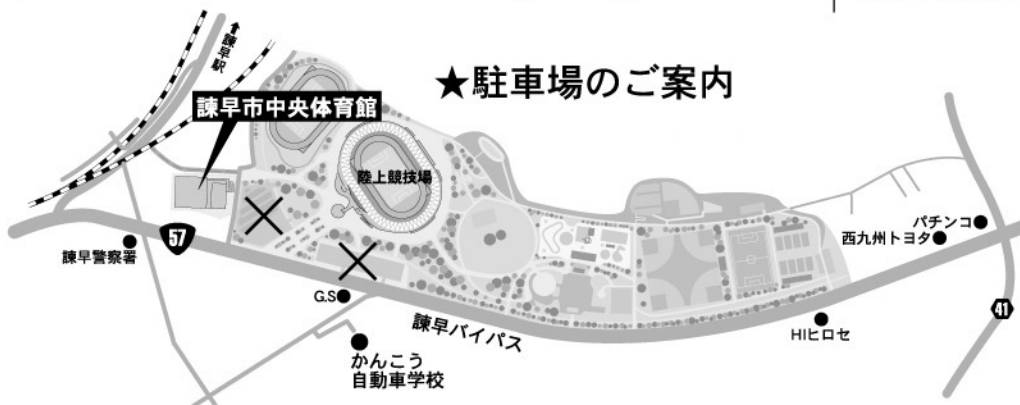 ★駐車場のご案内
↑諫早駅
諫早市中央体育館
陸上競技場
57
諫早警察署
G.S
かんこう
自動車学校
諫早バイパス
HIヒロセ
パチンコ
西九州トヨタ
41